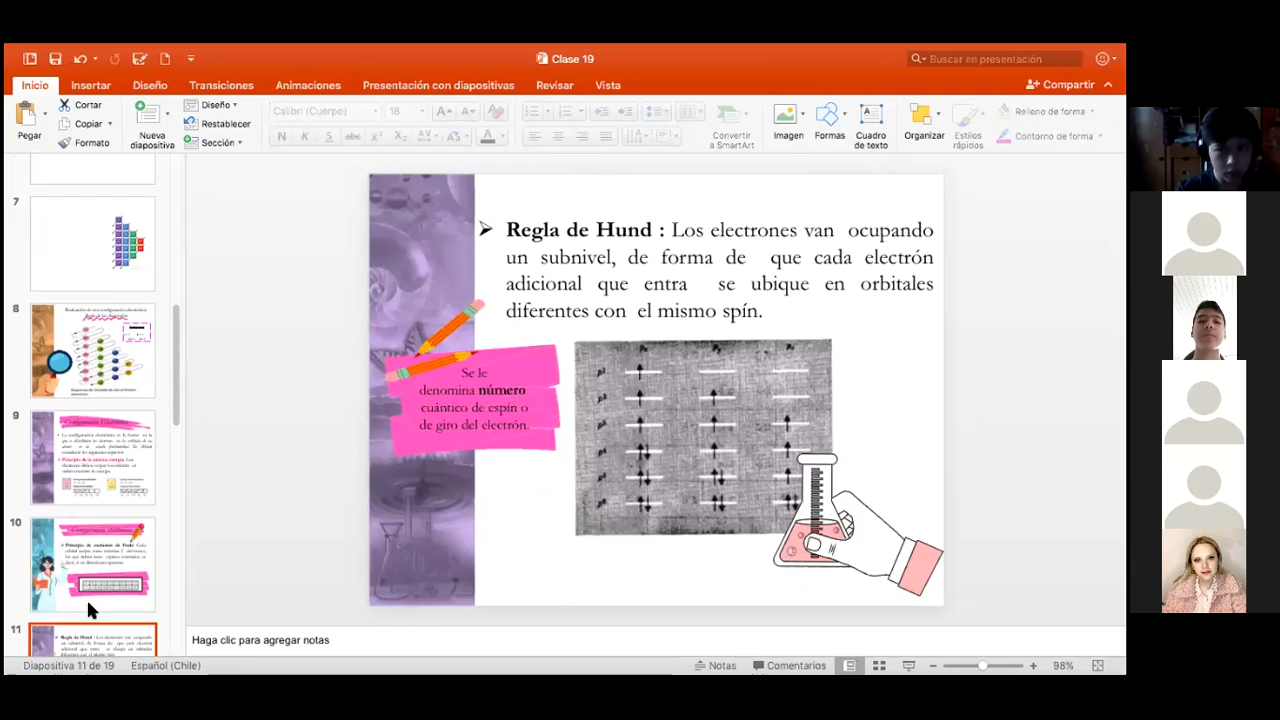 Clase 19
Buscar en presentación
Inicio
Insertar
Diseño
Transiciones
Animaciones
Presentación con diapositivas
Revisar
Vista
Compartir
Pegar
Cortar
Copiar
Formato
Nueva
diapositiva
Diseño
Restablecer
Sección
Calibri (Cuerpo)
18
Convertir
a SmartArt
Imagen
Formas
Cuadro
de texto
Organizar
Estilos
rápidos
Relleno de forma
Contorno de forma
7
8
9
10
11
Regla de Hund : Los electrones van ocupando
un subnivel, de forma de que cada electrón
adicional que entra se ubique en orbitales
diferentes con el mismo spín.
Se le
denomina número
cuántico de espín o
de giro del electrón.
Haga clic para agregar notas
Diapositiva 11 de 19
Español (Chile)
Notas
Comentarios
98%